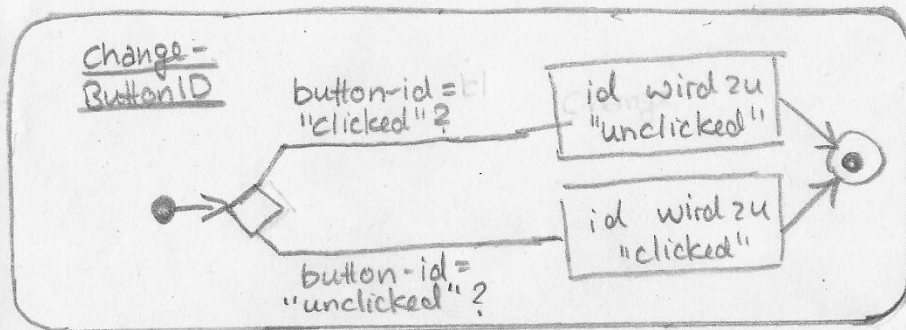 Change-
ButtonID
button-id =
"clicked"?
id wird zu
"unclicked"
id wird zu
"clicked"
button-id =
"unclicked"?